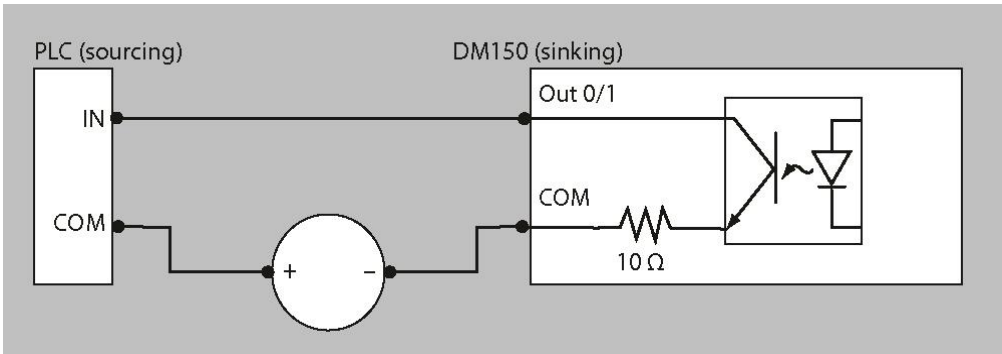 PLC (sourcing)
DM150 (sinking)
IN
Out 0/1
COM
COM
+
–
10 Ω